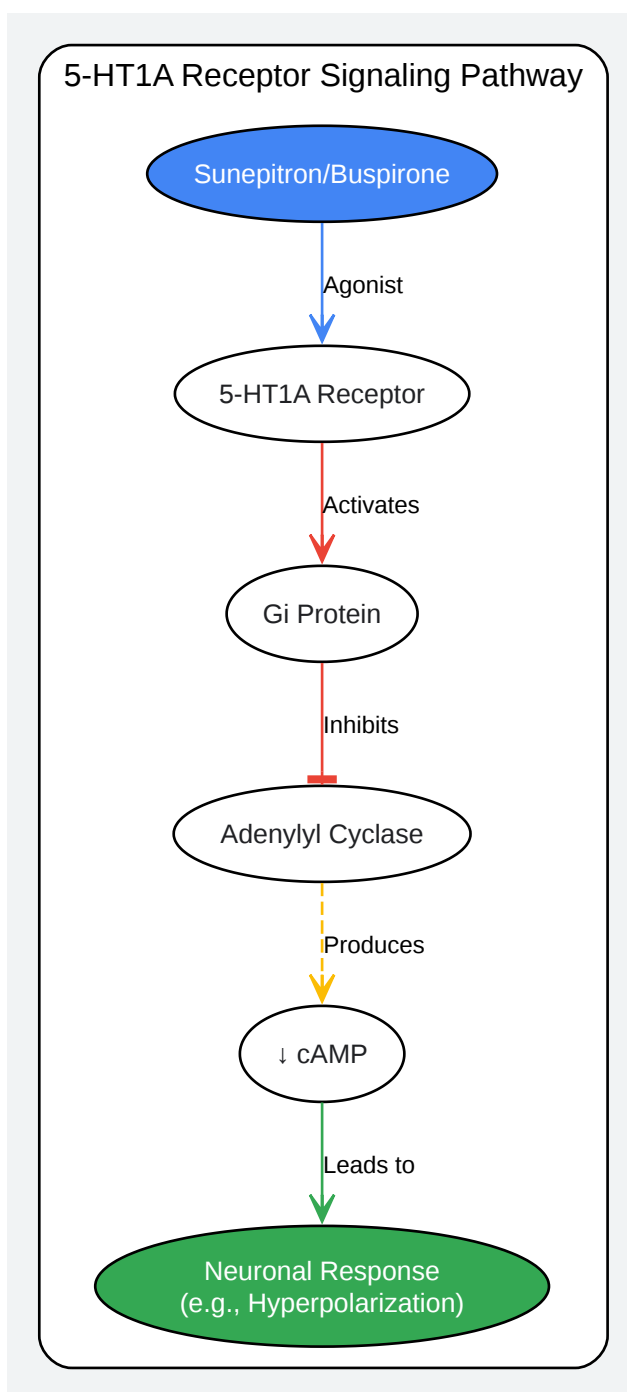 5-HT1A Receptor Signaling Pathway
Sunepitron/Buspirone
Agonist
5-HT1A Receptor
Activates
Gi Protein
Inhibits
Adenylyl Cyclase
Produces
↓ cAMP
Leads to
Neuronal Response
(e.g., Hyperpolarization)